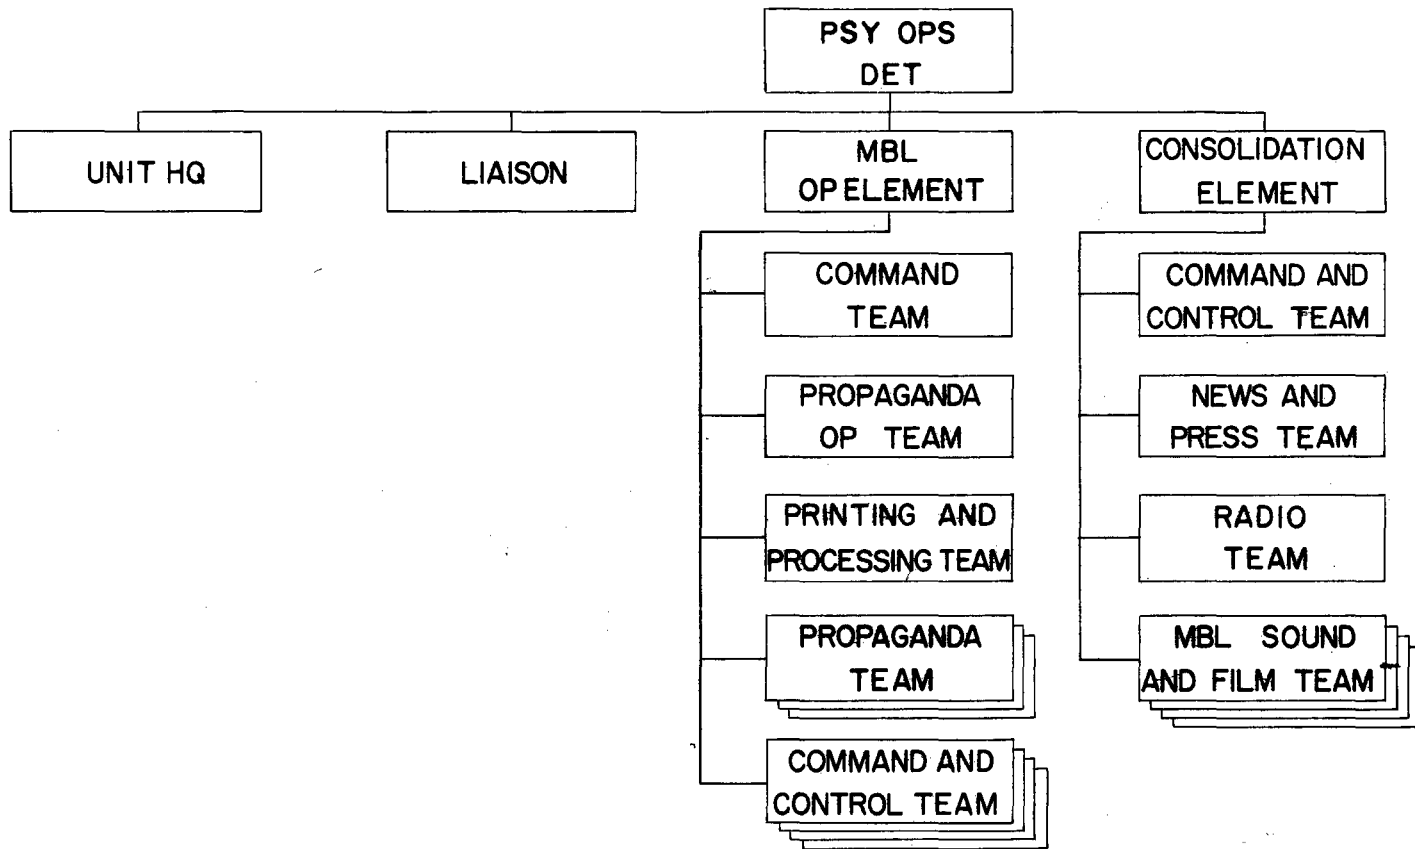 PSY OPS
DET
UNIT HQ
LIAISON
MBL
OP ELEMENT
CONSOLIDATION
ELEMENT
COMMAND
TEAM
PROPAGANDA
OP TEAM
PRINTING AND
PROCESSING TEAM
PROPAGANDA
TEAM
COMMAND AND
CONTROL TEAM
COMMAND AND
CONTROL TEAM
NEWS AND
PRESS TEAM
RADIO
TEAM
MBL SOUND
AND FILM TEAM